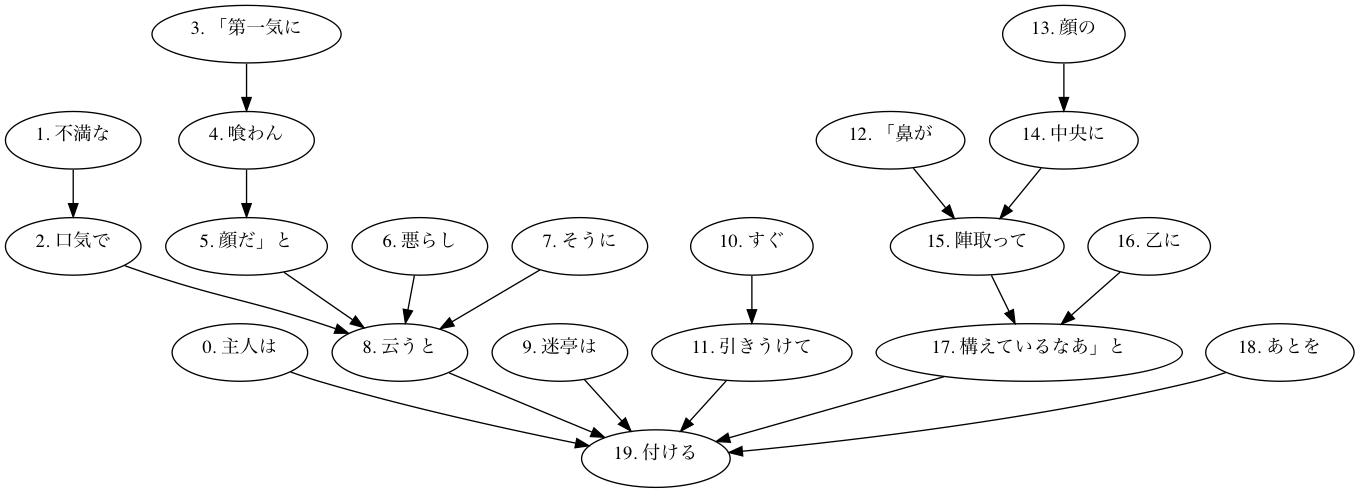 3. 「第一気に
13. 顔の
1. 不満な
4. 喰わん
12. 「鼻が
14. 中央に
2. 口気で
5. 顔だ」と
6. 悪らし
7. そうに
10. すぐ
15. 陣取って
16. 乙に
0. 主人は
8. 云うと
9. 迷亭は
11. 引きうけて
17. 構えているなあ」と
18. あとを
19. 付ける